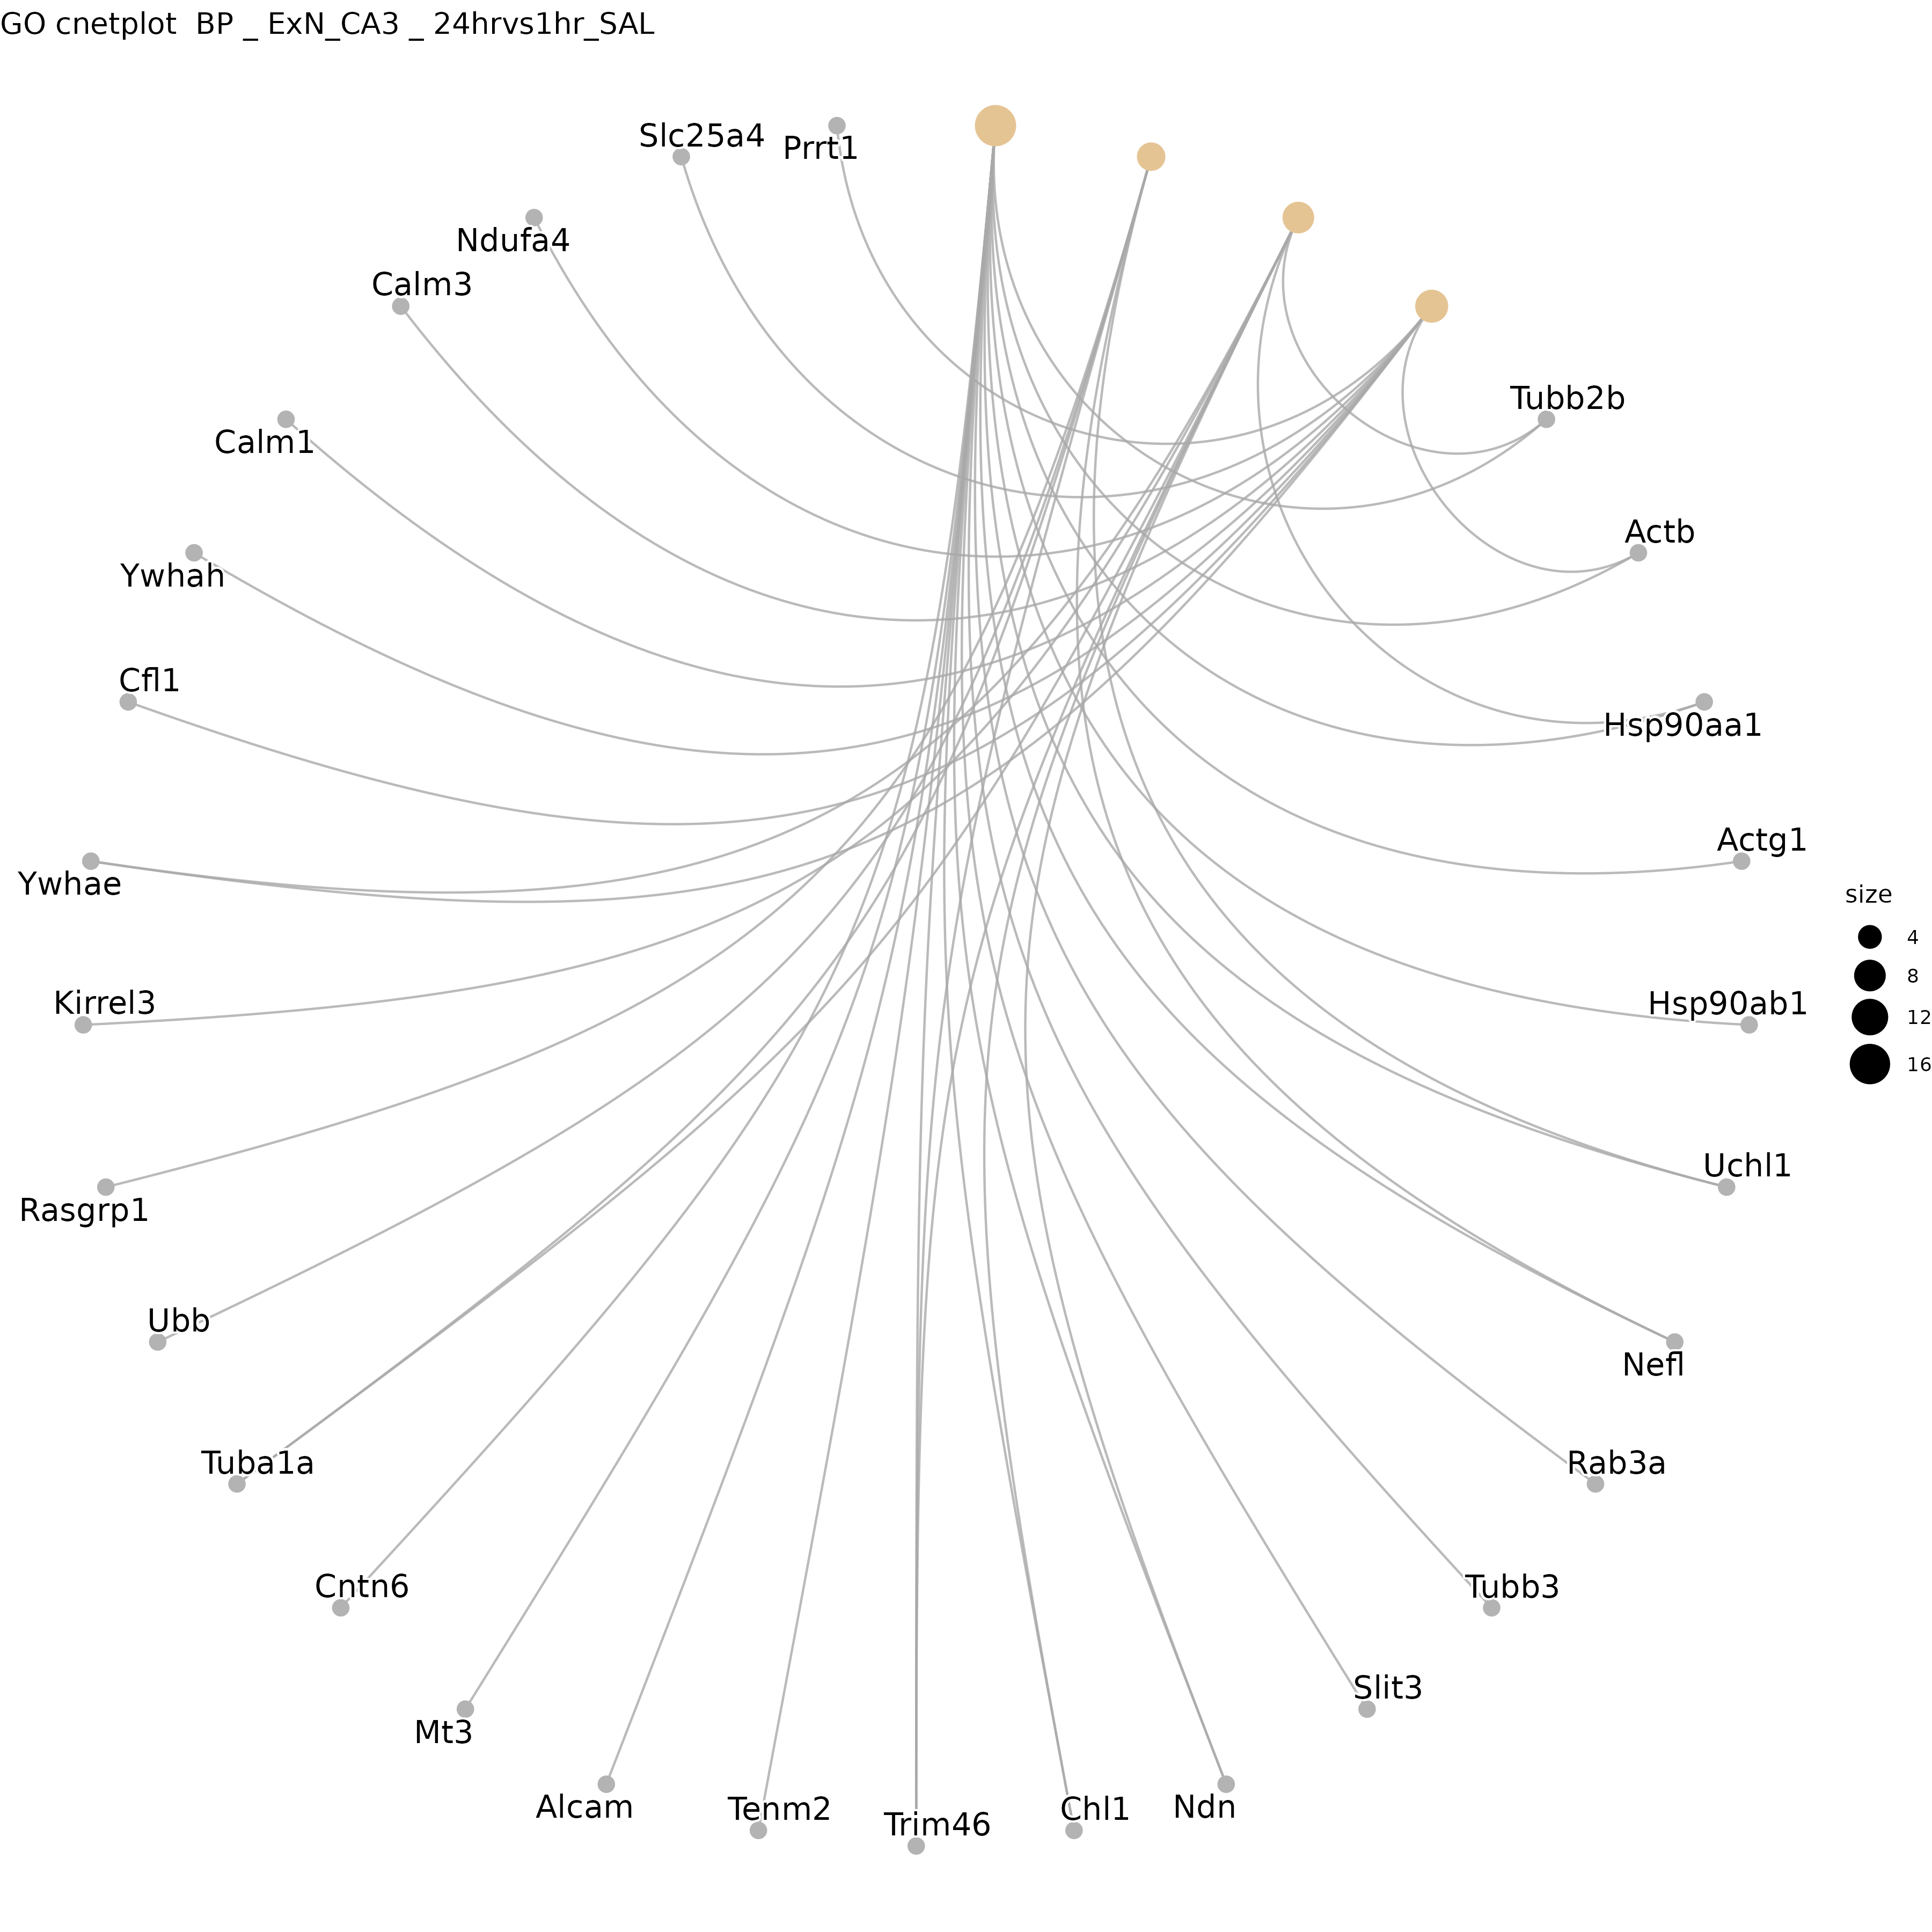 GO cnetplot  BP _ ExN_CA3 _ 24hrvs1hr_SAL
Slc25a4
Prrt1
Ndufa4
Calm3
Tubb2b
Calm1
Actb
Ywhah
Cfl1
Hsp90aa1
Actg1
Ywhae
size
4
8
12
16
Kirrel3
Hsp90ab1
Uchl1
Rasgrp1
Ubb
Nefl
Tuba1a
Rab3a
Cntn6
Tubb3
Slit3
Mt3
Alcam
Tenm2
Trim46
Chl1
Ndn